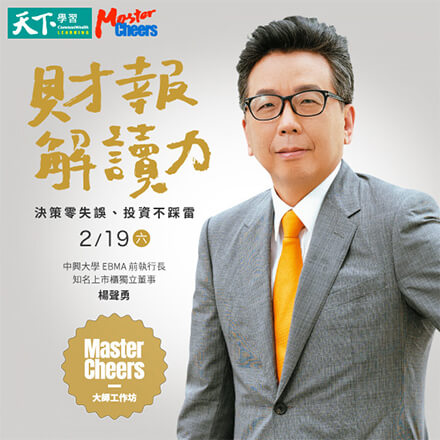 天下 學習
CommonWealth
LEARNING
Master
Cheers
財報
解讀力
決策零失誤、投資不踩雷
2/19 六
中興大學 EBMA 前執行長
知名上市櫃獨立董事
楊聲勇
Master
Cheers
大師工作坊